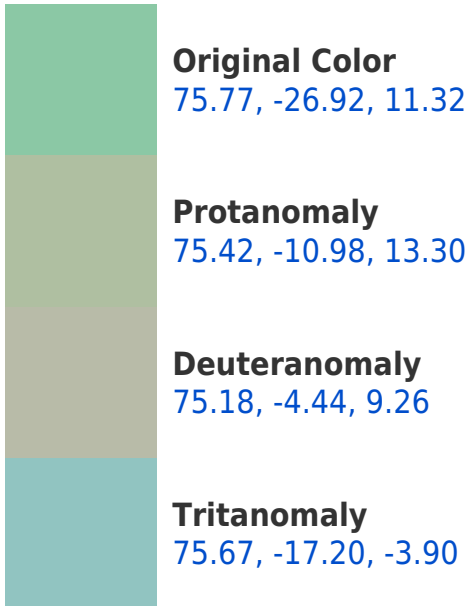 Original Color
75.77, -26.92, 11.32
Protanomaly
75.42, -10.98, 13.30
Deuteranomaly
75.18, -4.44, 9.26
Tritanomaly
75.67, -17.20, -3.90